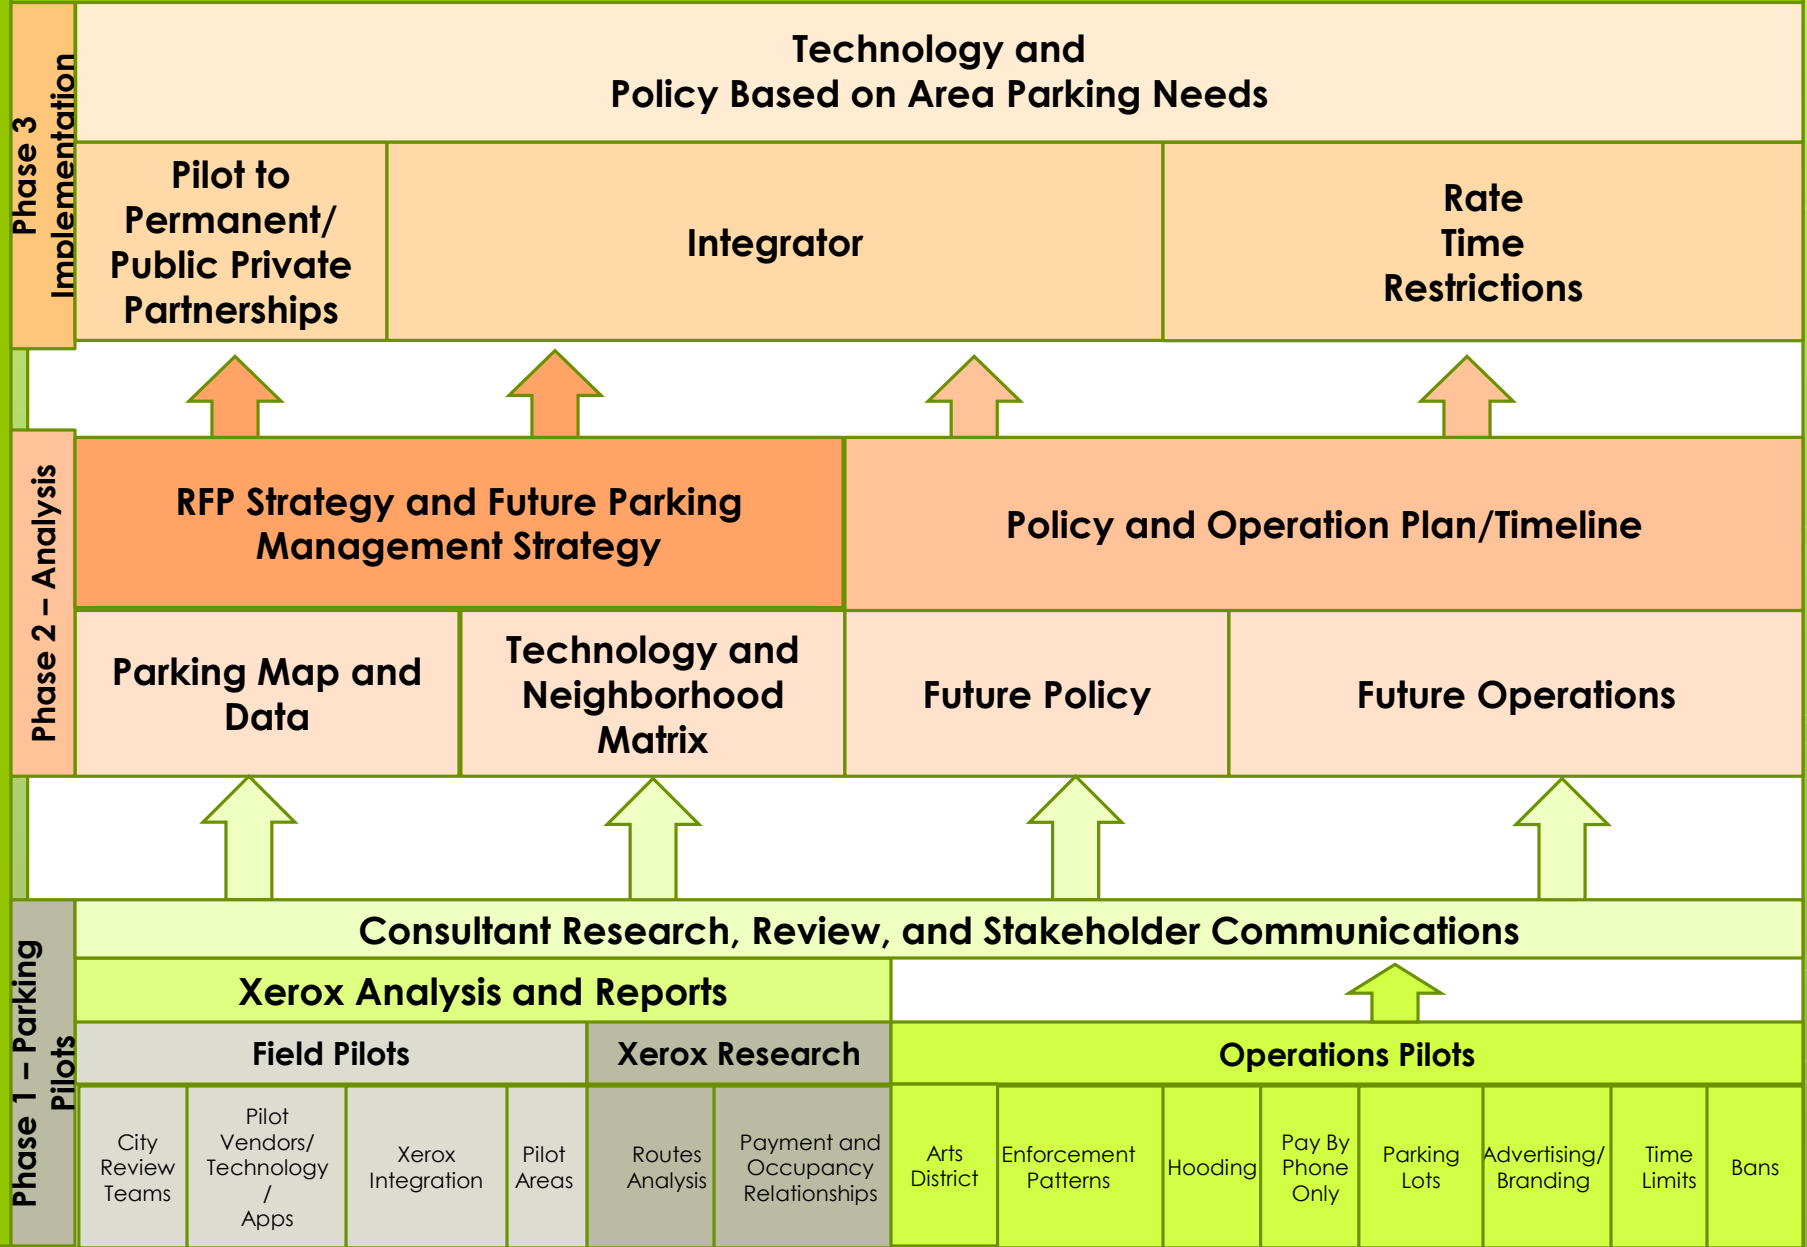 Phase 3
Implementation
Technology and
Policy Based on Area Parking Needs
Pilot to
Permanent/
Public Private
Partnerships
Integrator
Rate
Time
Restrictions
Phase 2 – Analysis
RFP Strategy and Future Parking
Management Strategy
Policy and Operation Plan/Timeline
Parking Map and
Data
Technology and
Neighborhood
Matrix
Future Policy
Future Operations
Phase 1 – Parking
Pilots
Consultant Research, Review, and Stakeholder Communications
Xerox Analysis and Reports
Field Pilots
Xerox Research
Operations Pilots
City
Review
Teams
Pilot
Vendors/
Technology
/
Apps
Xerox
Integration
Pilot
Areas
Routes
Analysis
Payment and
Occupancy
Relationships
Arts
District
Enforcement
Patterns
Hooding
Pay By
Phone
Only
Parking
Lots
Advertising/
Branding
Time
Limits
Bans